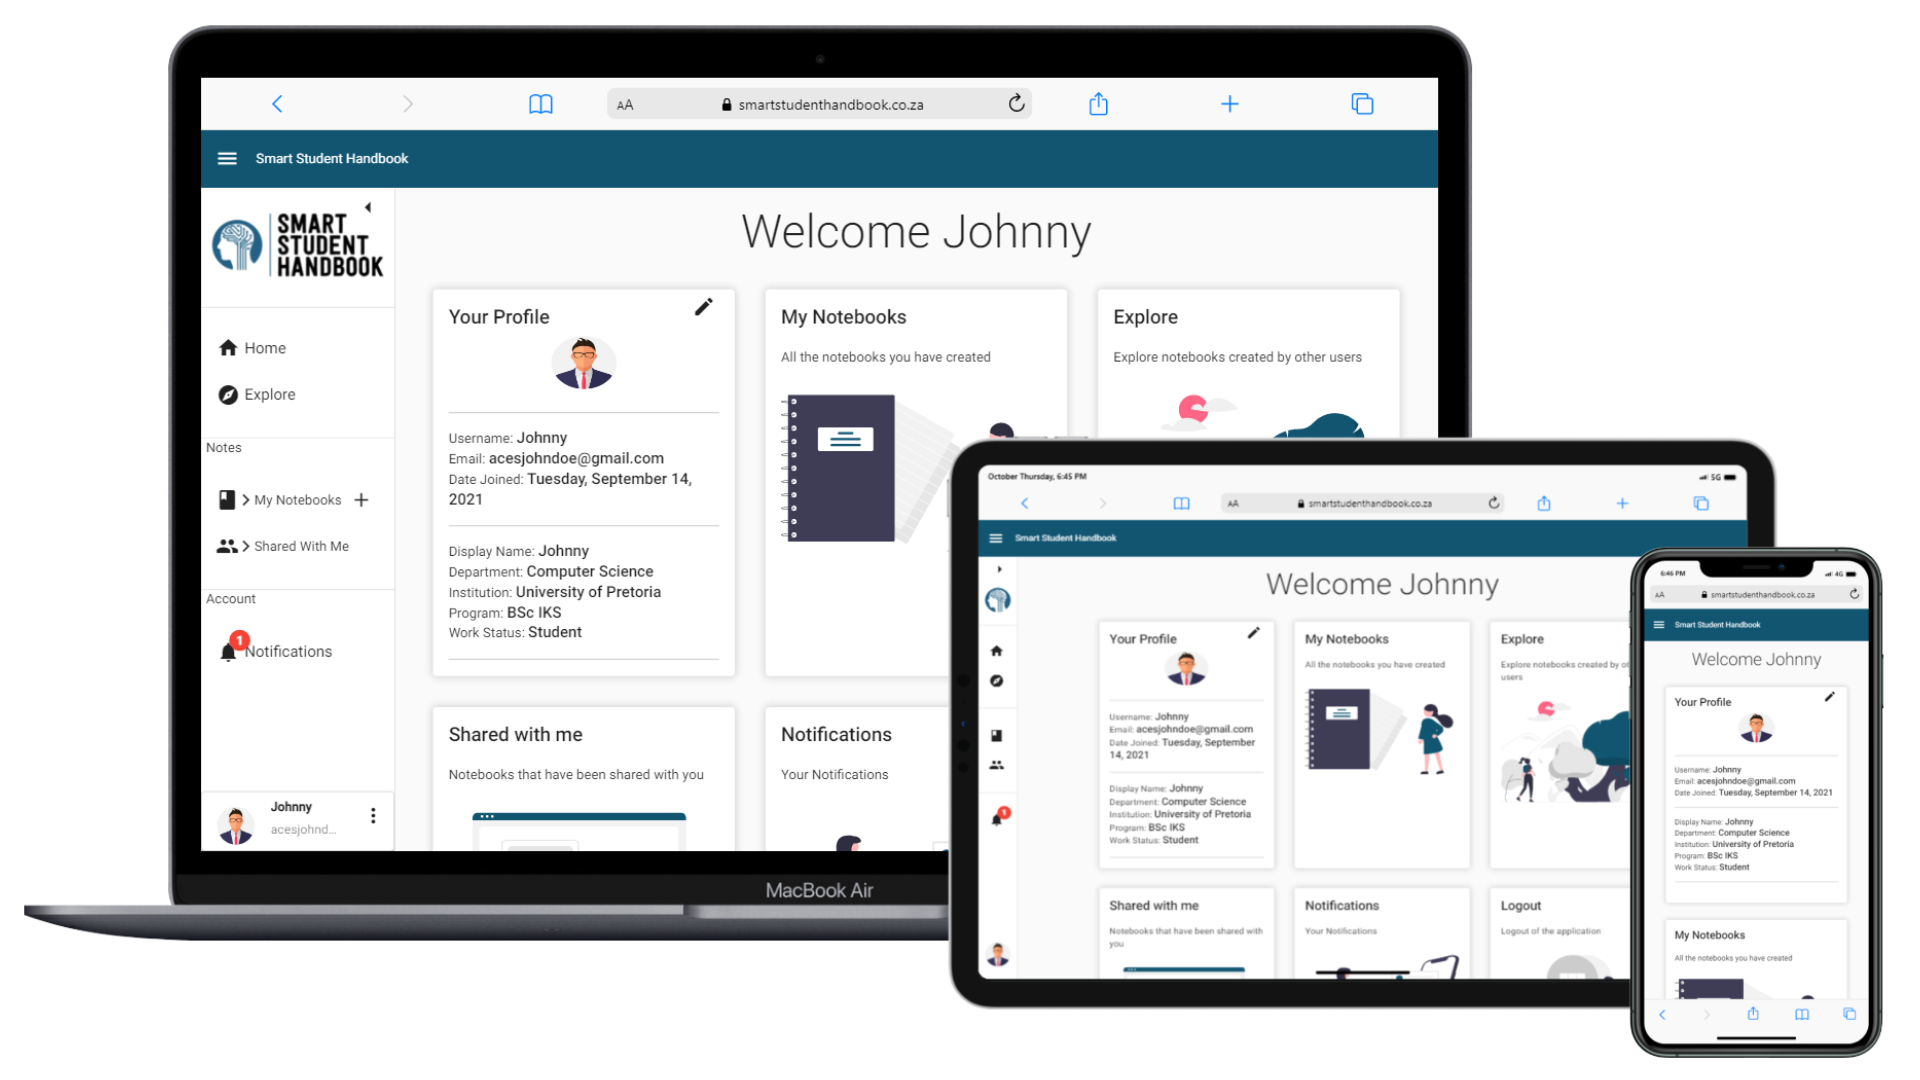 AA smartstudenthandbook.co.za
Smart Student Handbook
SMART
STUDENT
HANDBOOK
Home
Explore
Notes
My Notebooks
Shared With Me
Account
1
Notifications
Johnny
acesjohnd...
Welcome Johnny
Your Profile
Username: Johnny
Email: acesjohndoe@gmail.com
Date Joined: Tuesday, September 14,
2021
Display Name: Johnny
Department: Computer Science
Institution: University of Pretoria
Program: BSc IKS
Work Status: Student
My Notebooks
All the notebooks you have created
Explore
Explore notebooks created by other users
Shared with me
Notebooks that have been shared with you
Notifications
Your Notifications
MacBook Air
October Thursday, 6:45 PM
5G
AA smartstudenthandbook.co.za
Smart Student Handbook
1
Welcome Johnny
Your Profile
Username: Johnny
Email: acesjohndoe@gmail.com
Date Joined: Tuesday, September
14, 2021
Display Name: Johnny
Department: Computer Science
Institution: University of Pretoria
Program: BSc IKS
Work Status: Student
My Notebooks
All the notebooks you have created
Explore
Explore notebooks created by
users
Shared with me
Notebooks that have been shared with
you
Notifications
Your Notifications
Logout
Logout of the application
6:45 PM
4G
AA smartstudenthandbook.co.za
Smart Student Handbook
Welcome Johnny
Your Profile
Username: Johnny
Email: acesjohndoe@gmail.com
Date Joined: Tuesday, September 14, 2021
Display Name: Johnny
Department: Computer Science
Institution: University of Pretoria
Program: BSc IKS
Work Status: Student
My Notebooks
All the notebooks you have created